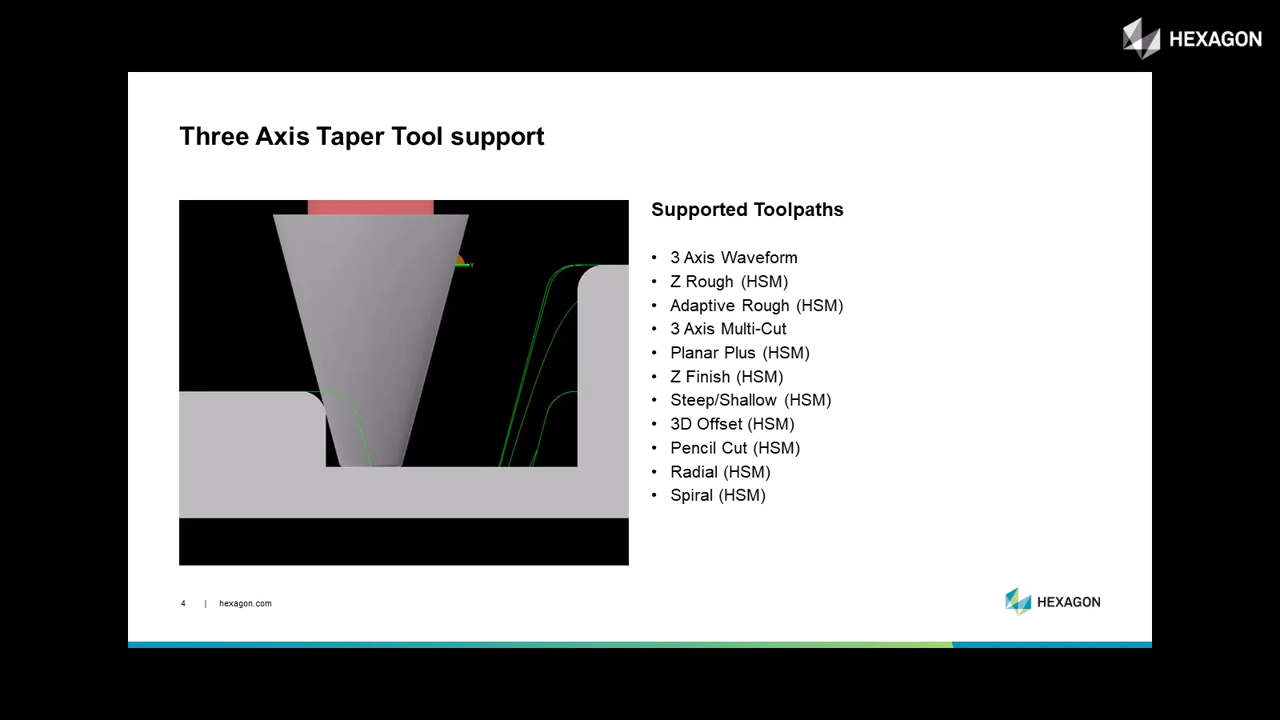 HEXAGON
Three Axis Taper Tool support
Y
Supported Toolpaths
• 3 Axis Waveform
• Z Rough (HSM)
• Adaptive Rough (HSM)
• 3 Axis Multi-Cut
• Planar Plus (HSM)
• Z Finish (HSM)
• Steep/Shallow (HSM)
• 3D Offset (HSM)
• Pencil Cut (HSM)
• Radial (HSM)
• Spiral (HSM)
4 | hexagon.com
HEXAGON